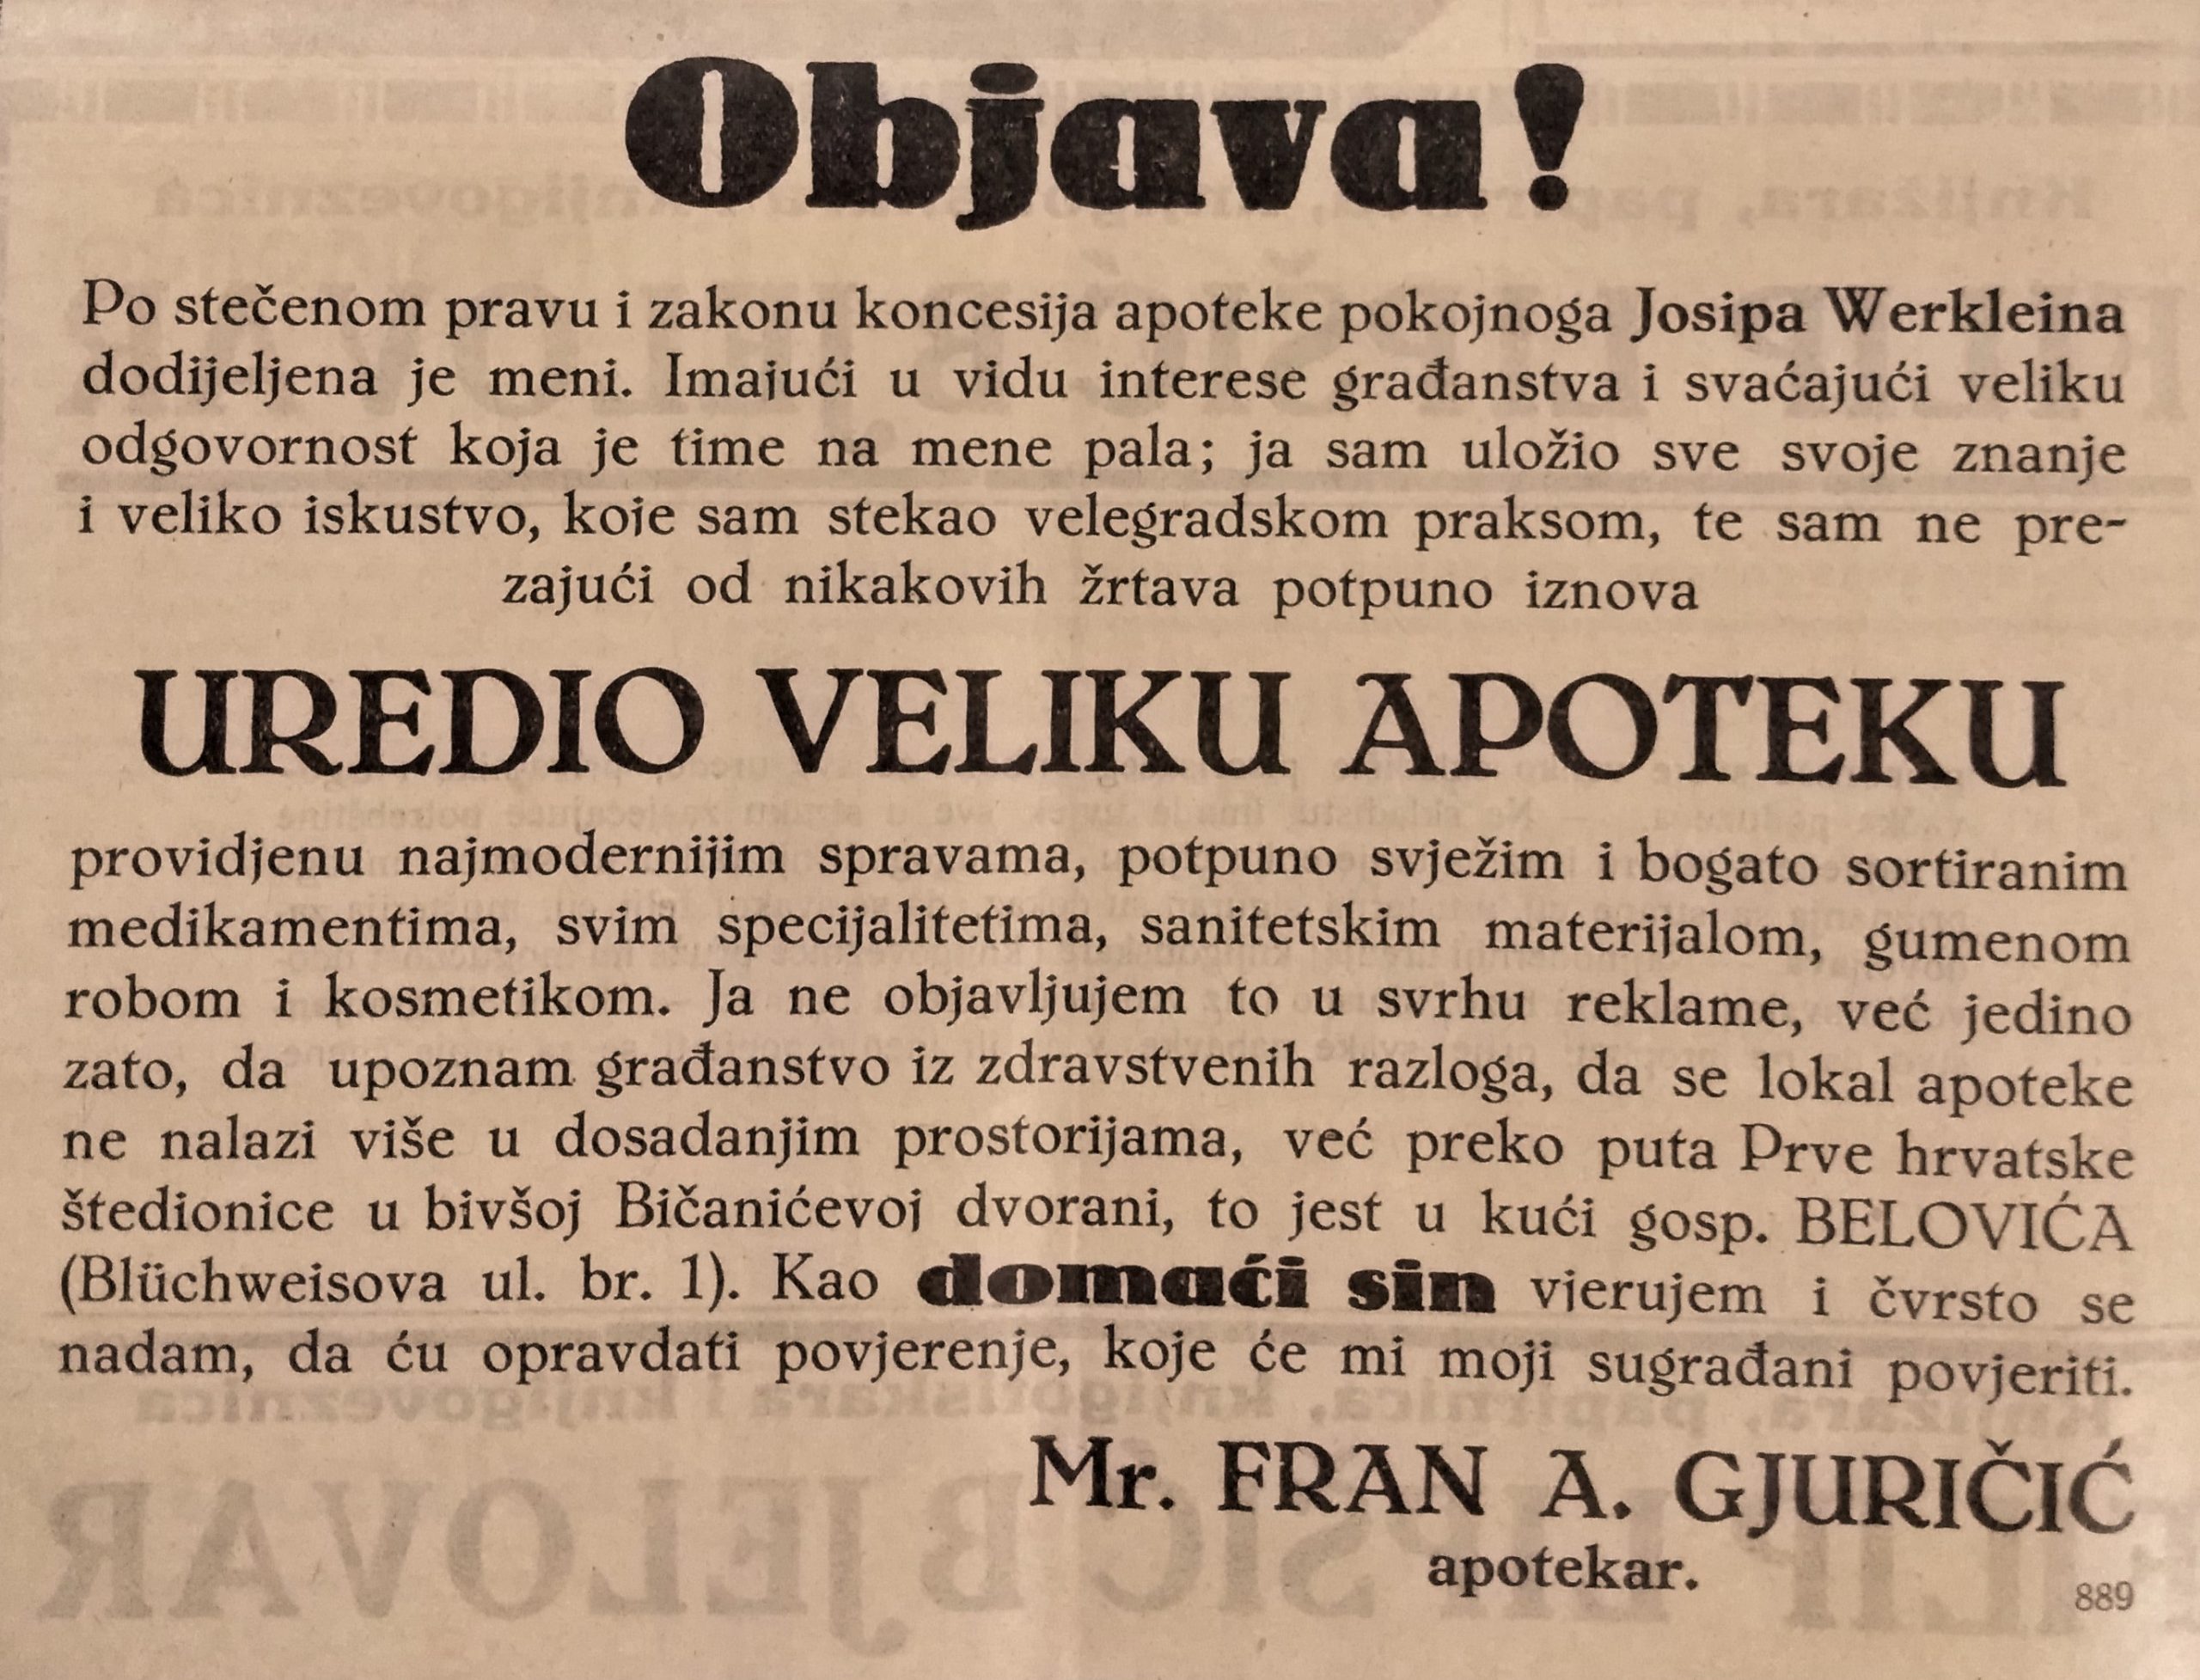 Objava!
Po stečenom pravu i zakonu koncesija apoteke pokojnoga Josipa Werkleina
dodijeljena je meni. Imajući u vidu interese građanstva i svaćajući veliku
odgovornost koja je time na mene pala; ja sam uložio sve svoje znanje
i veliko iskustvo, koje sam stekao velegradskom praksom, te sam ne pre-
zajući od nikakovih žrtava potpuno iznova
UREDIO VELIKU APOTEKU
providjenu najmodernijim spravama, potpuno svježim i bogato sortiranim
medikamentima, svim specijalitetima, sanitetskim materijalom, gumenom
robom i kosmetikom. Ja ne objavljujem to u svrhu reklame, već jedino
zato, da upoznam građanstvo iz zdravstvenih razloga, da se lokal apoteke
ne nalazi više u dosadanjim prostorijama, već preko puta Prve hrvatske
štedionice u bivšoj Bičanićevoj dvorani, to jest u kući gosp. BELOVIĆA
(Blüchweisova ul. br. 1). Kao domaći sin vjerujem i čvrsto se
nadam, da ću opravdati povjerenje, koje će mi moji sugrađani povjeriti.
Mr. FRAN A. GJURIČIĆ
apotekar.
889